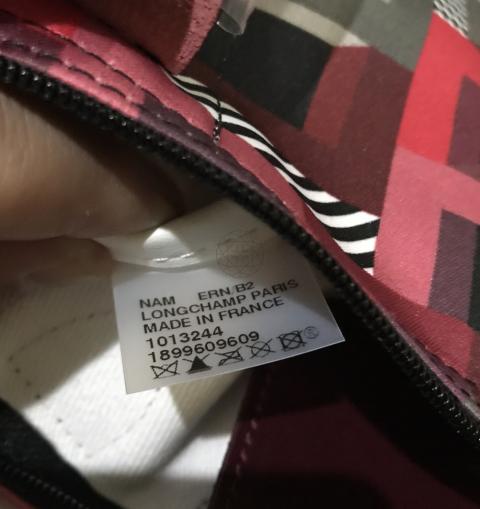 NAM ERN/B2
LONGCHAMP PARIS
MADE IN FRANCE
1013244
1899609609